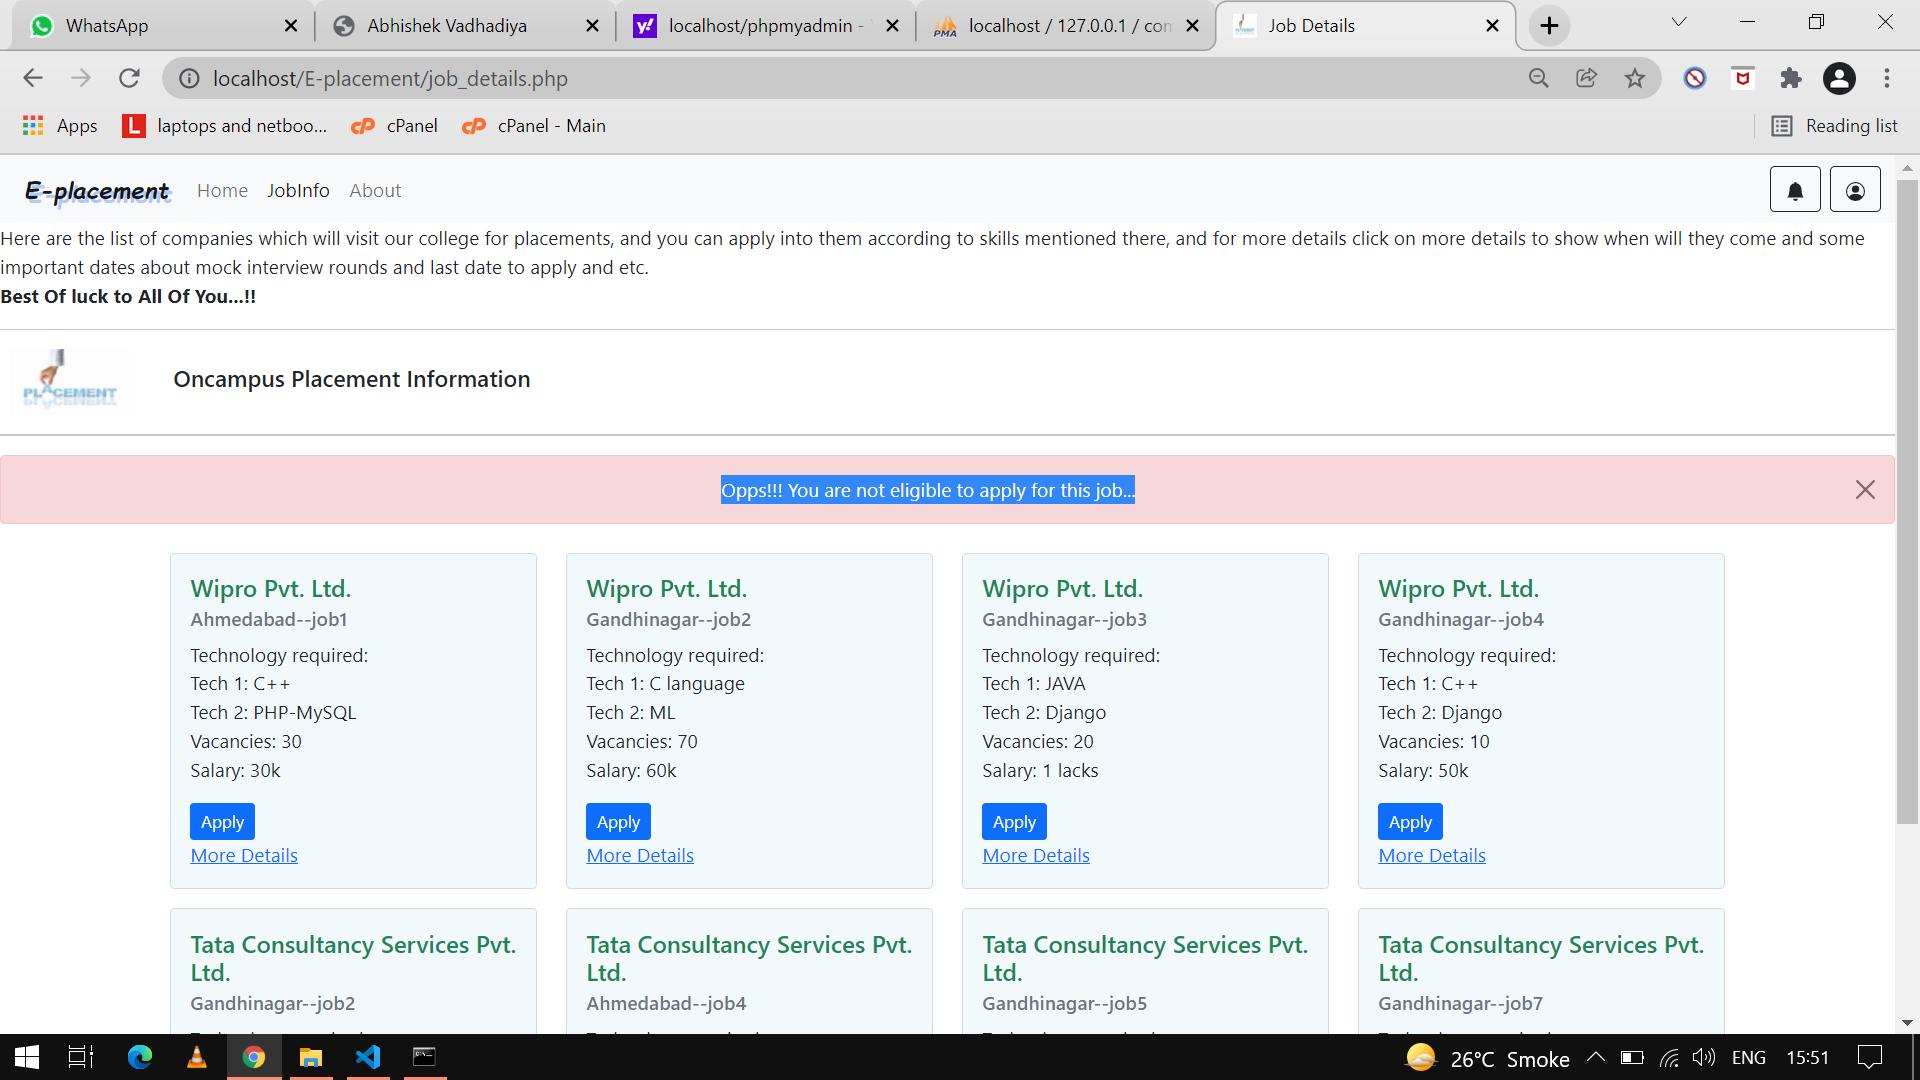 WhatsApp
Abhishek Vadhadiya
localhost/phpmyadmin -
localhost / 127.0.0.1 / con
Job Details
localhost/E-placement/job_details.php
Apps
laptops and netboo...
cPanel
cPanel - Main
Reading list
E-placement
Home
JobInfo
About
Here are the list of companies which will visit our college for placements, and you can apply into them according to skills mentioned there, and for more details click on more details to show when will they come and some
important dates about mock interview rounds and last date to apply and etc.
Best Of luck to All Of You...!!
PLACEMENT
Oncampus Placement Information
Opps!!! You are not eligible to apply for this job...
Wipro Pvt. Ltd.
Ahmedabad--job1
Technology required:
Tech 1: C++
Tech 2: PHP-MySQL
Vacancies: 30
Salary: 30k
Apply
More Details
Wipro Pvt. Ltd.
Gandhinagar--job2
Technology required:
Tech 1: C language
Tech 2: ML
Vacancies: 70
Salary: 60k
Apply
More Details
Wipro Pvt. Ltd.
Gandhinagar--job3
Technology required:
Tech 1: JAVA
Tech 2: Django
Vacancies: 20
Salary: 1 lacks
Apply
More Details
Wipro Pvt. Ltd.
Gandhinagar--job4
Technology required:
Tech 1: C++
Tech 2: Django
Vacancies: 10
Salary: 50k
Apply
More Details
Tata Consultancy Services Pvt.
Ltd.
Gandhinagar--job2
Tata Consultancy Services Pvt.
Ltd.
Ahmedabad--job4
Tata Consultancy Services Pvt.
Ltd.
Gandhinagar--job5
Tata Consultancy Services Pvt.
Ltd.
Gandhinagar--job7
26°C Smoke
ENG
15:51